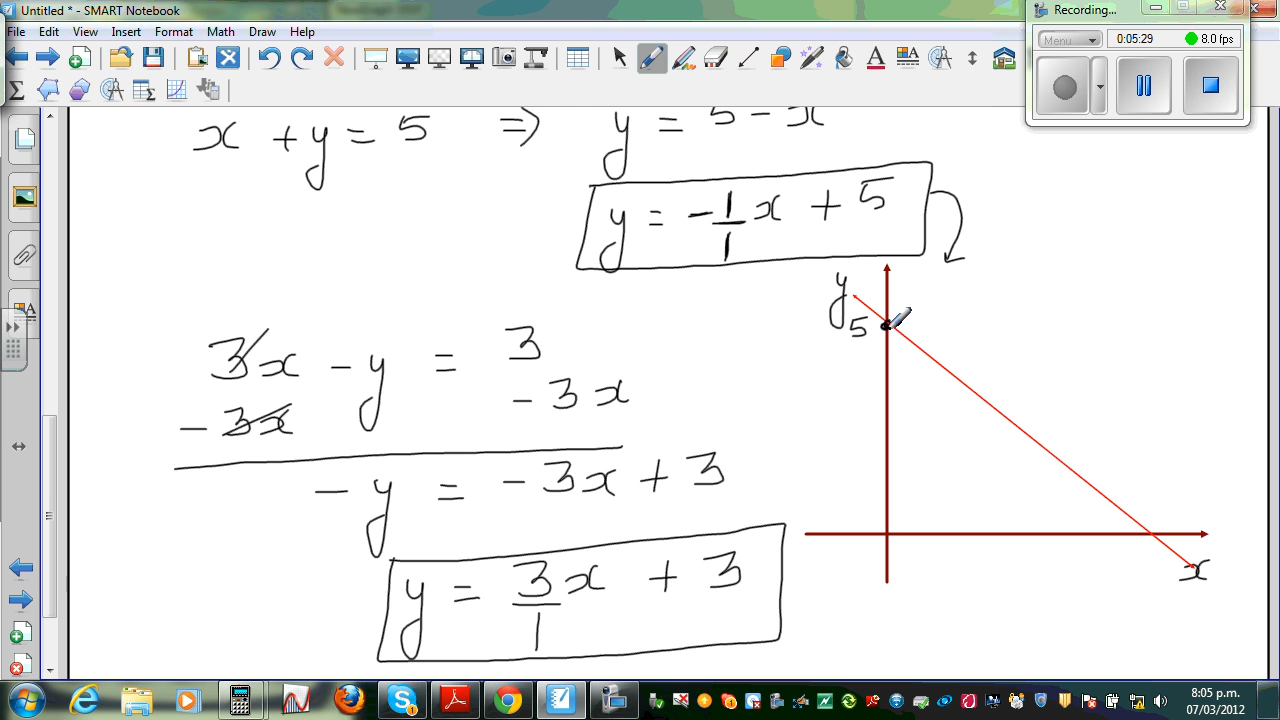 Untitled * - SMART Notebook
File Edit View Insert Format Math Draw Help
Recording...
Menu
0:05:29
8.0 fps
x + y = 5 ⇒ y = 5 - x
y = -1/1 x + 5
y
5
3x - y = 3
- 3x - 3x
- y = - 3x + 3
y = 3/1 x + 3
x
8:05 p.m.
07/03/2012